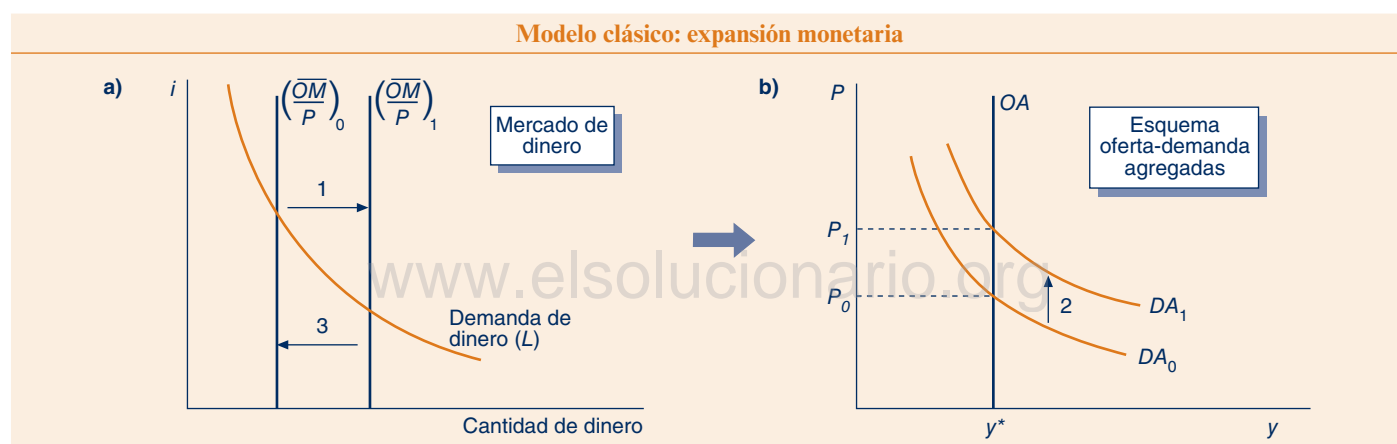 Modelo clásico: expansión monetaria
a)
i
(OM/P)0
(OM/P)1
Mercado de
dinero
1
3
Demanda de
dinero (L)
Cantidad de dinero
b)
P
OA
Esquema
oferta-demanda
agregadas
P1
P0
2
DA1
DA0
y*
y
www.elsolucionario.org